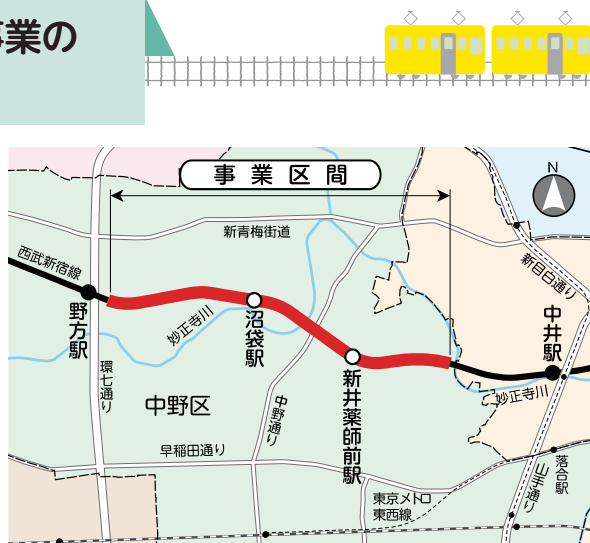 事業の
事業区間
N
新青梅街道
西武新宿線
新目白通り
野方駅
妙正寺川
沼袋駅
中井駅
環七通り
新井薬師前駅
妙正寺川
中野区
中野通り
早稲田通り
落合駅
山手通り
東京メトロ
東西線